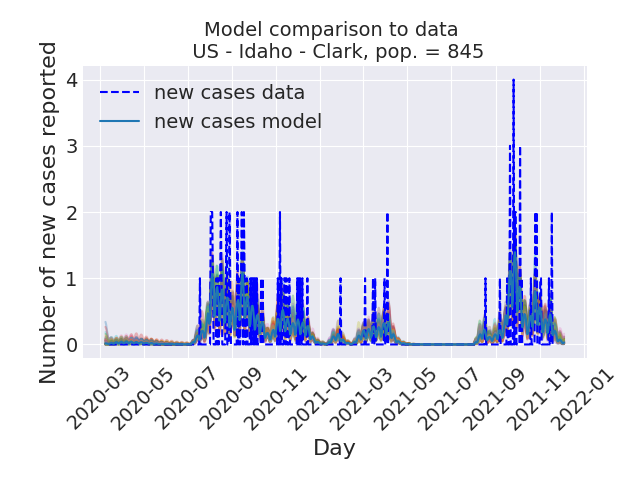 Model comparison to data
US - Idaho - Clark, pop. = 845
Number of new cases reported
4
3
2
1
0
new cases data
new cases model
2020-03
2020-05
2020-07
2020-09
2020-11
2021-01
2021-03
2021-05
2021-07
2021-09
2021-11
2022-01
Day